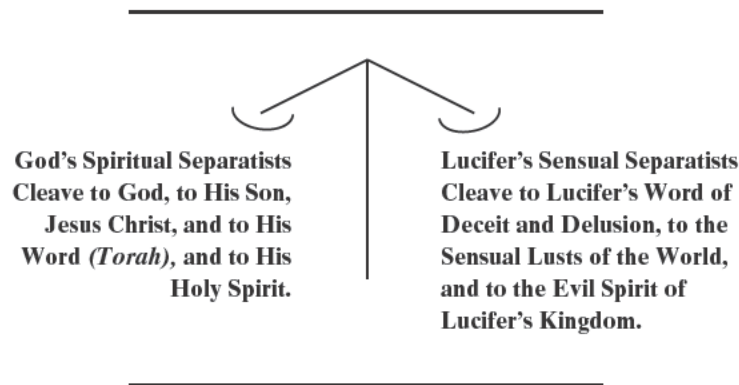 God's Spiritual Separatists
Cleave to God, to His Son,
Jesus Christ, and to His
Word (Torah), and to His
Holy Spirit.
Lucifer's Sensual Separatists
Cleave to Lucifer's Word of
Deceit and Delusion, to the
Sensual Lusts of the World,
and to the Evil Spirit of
Lucifer's Kingdom.